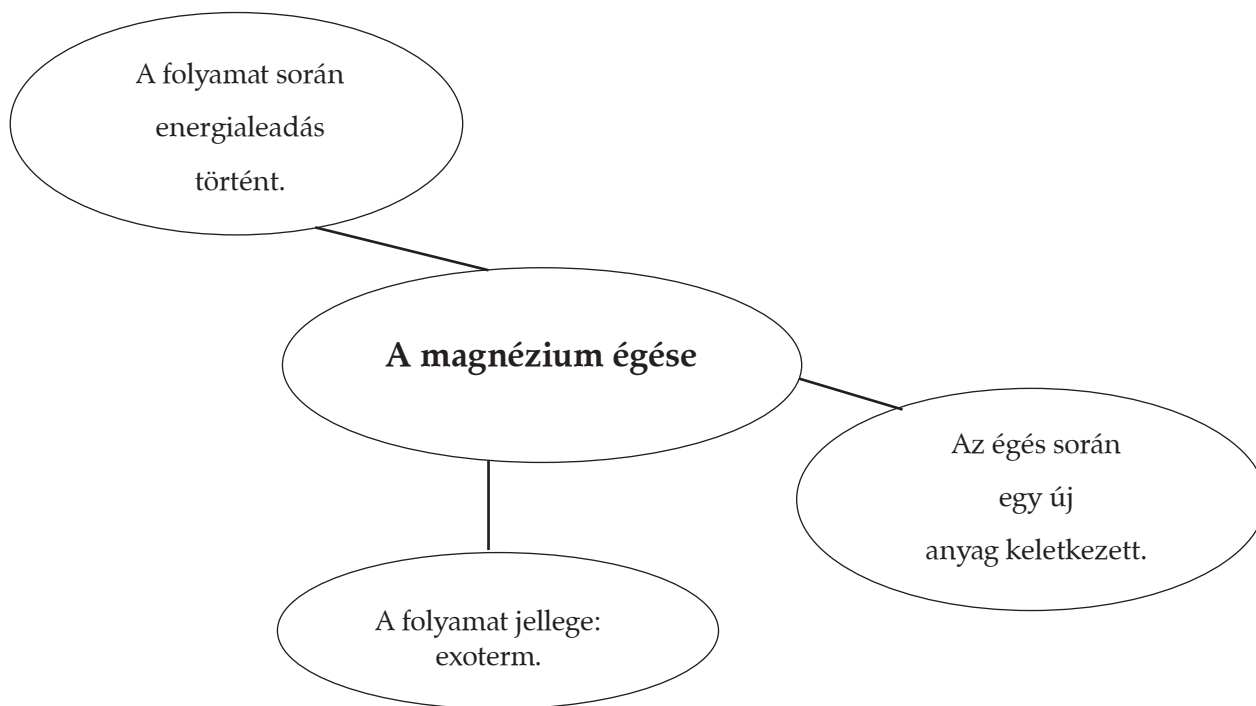 A folyamat során
energialeadás
történt.
A magnézium égése
Az égés során
egy új
anyag keletkezett.
A folyamat jellege:
exoterm.